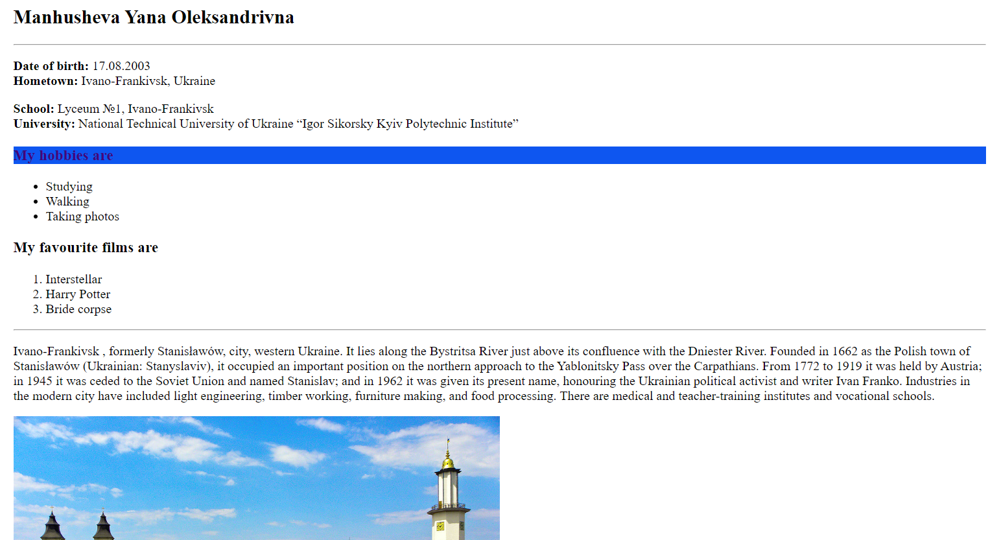 Manhusheva Yana Oleksandrivna
Date of birth: 17.08.2003
Hometown: Ivano-Frankivsk, Ukraine
School: Lyceum №1, Ivano-Frankivsk
University: National Technical University of Ukraine “Igor Sikorsky Kyiv Polytechnic Institute”
My hobbies are
• Studying
• Walking
• Taking photos
My favourite films are
1. Interstellar
2. Harry Potter
3. Bride corpse
Ivano-Frankivsk , formerly Stanisławów, city, western Ukraine. It lies along the Bystritsa River just above its confluence with the Dniester River. Founded in 1662 as the Polish town of
Stanisławów (Ukrainian: Stanyslaviv), it occupied an important position on the northern approach to the Yablonitsky Pass over the Carpathians. From 1772 to 1919 it was held by Austria;
in 1945 it was ceded to the Soviet Union and named Stanislav; and in 1962 it was given its present name, honouring the Ukrainian political activist and writer Ivan Franko. Industries in
the modern city have included light engineering, timber working, furniture making, and food processing. There are medical and teacher-training institutes and vocational schools.